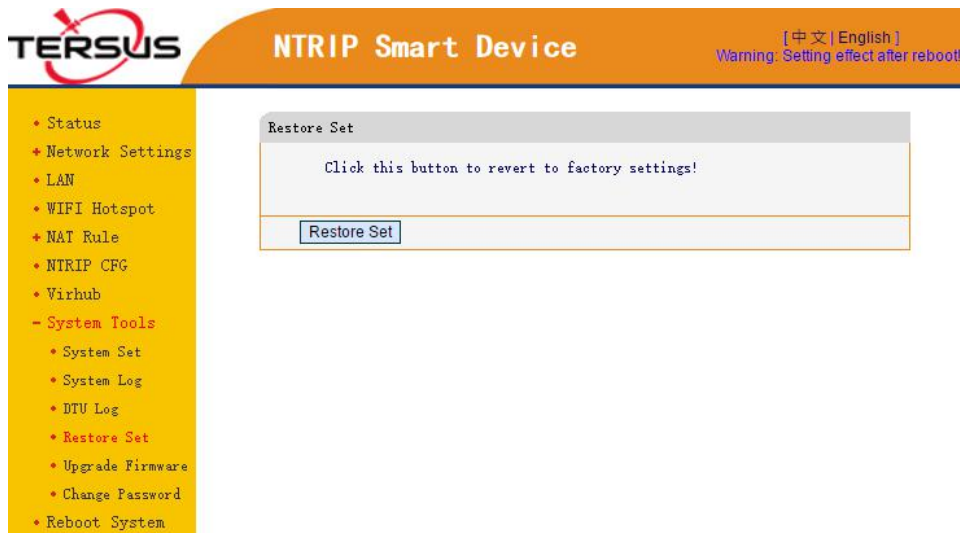 TERSUS
NTRIP Smart Device
[ 中 文 | English ]
Warning: Setting effect after reboot!
Status
Network Settings
LAN
WIFI Hotspot
NAT Rule
NTRIP CFG
Virhub
System Tools
System Set
System Log
DTU Log
Restore Set
Upgrade Firmware
Change Password
Reboot System
Restore Set
Click this button to revert to factory settings!
Restore Set